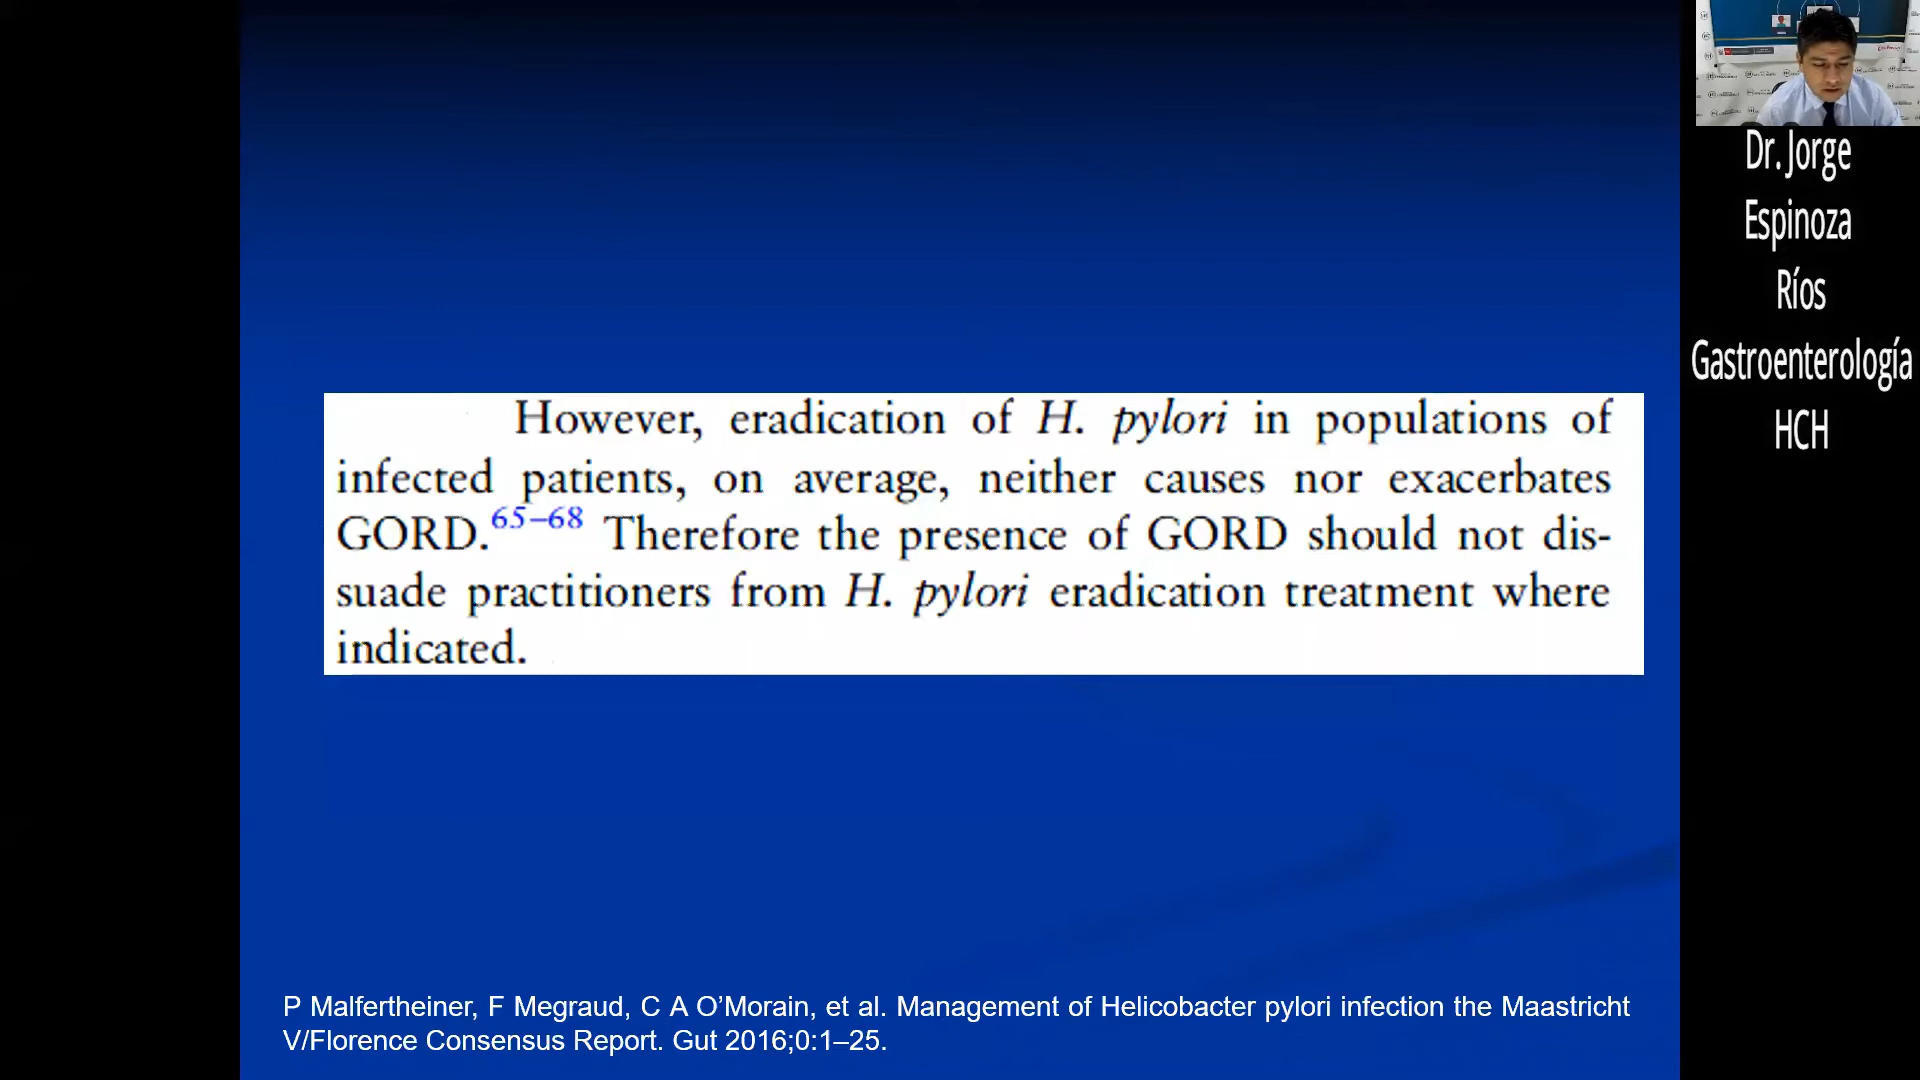 However, eradication of H. pylori in populations of
infected patients, on average, neither causes nor exacerbates
GORD.65–68 Therefore the presence of GORD should not dis-
suade practitioners from H. pylori eradication treatment where
indicated.
P Malfertheiner, F Megraud, C A O’Morain, et al. Management of Helicobacter pylori infection the Maastricht
V/Florence Consensus Report. Gut 2016;0:1–25.
Dr. Jorge
Espinoza
Ríos
Gastroenterología
HCH